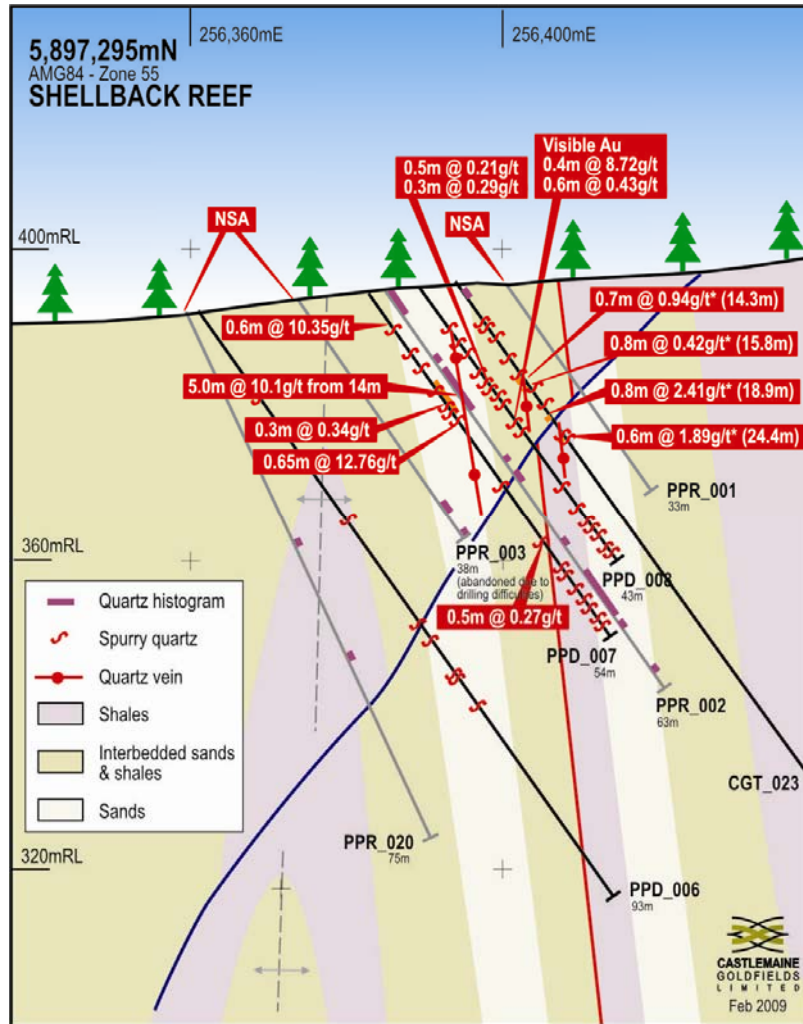 256,360mE
256,400mE
5,897,295mN
AMG84 - Zone 55
SHELLBACK REEF
Visible Au
0.4m @ 8.72g/t
0.6m @ 0.43g/t
0.5m @ 0.21g/t
0.3m @ 0.29g/t
NSA
NSA
400mRL
0.7m @ 0.94g/t* (14.3m)
0.6m @ 10.35g/t
0.8m @ 0.42g/t* (15.8m)
5.0m @ 10.1g/t from 14m
0.8m @ 2.41g/t* (18.9m)
0.3m @ 0.34g/t
0.6m @ 1.89g/t* (24.4m)
0.65m @ 12.76g/t
PPR_001
33m
PPR_003
38m
(abandoned due to
drilling difficulties)
360mRL
PPD_008
43m
0.5m @ 0.27g/t
PPD_007
54m
PPR_002
63m
Quartz histogram
Spurry quartz
Quartz vein
Shales
Interbedded sands
& shales
Sands
CGT_023
PPR_020
75m
320mRL
PPD_006
93m
CASTLEMAINE
GOLDFIELDS
LIMITED
Feb 2009